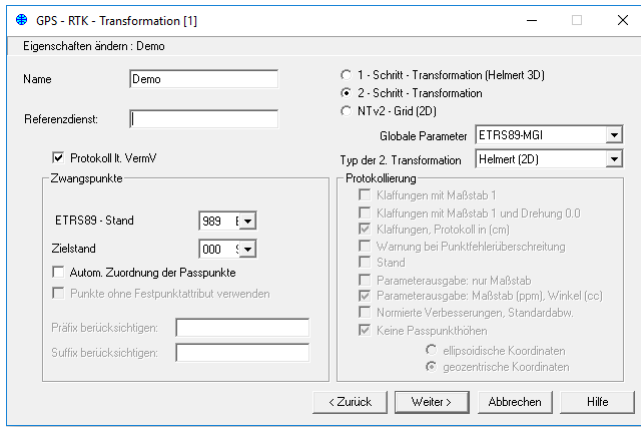 GPS - RTK - Transformation [1]
Eigenschaften ändern : Demo
Name
Demo
Referenzdienst:
Protokoll lt. VermV
Zwangspunkte
ETRS89 - Stand
989
Zielstand
000
Autom. Zuordnung der Passpunkte
Punkte ohne Festpunktattribut verwenden
Präfix berücksichtigen:
Suffix berücksichtigen:
1 - Schritt - Transformation (Helmert 3D)
2 - Schritt - Transformation
NTv2 - Grid (2D)
Globale Parameter
ETRS89-MGI
Typ der 2. Transformation
Helmert (2D)
Protokollierung
Klaffungen mit Maßstab 1
Klaffungen mit Maßstab 1 und Drehung 0.0
Klaffungen, Protokoll in (cm)
Warnung bei Punktfehlerüberschreitung
Stand
Parameterausgabe: nur Maßstab
Parameterausgabe: Maßstab (ppm), Winkel (cc)
Normierte Verbesserungen, Standardabw.
Keine Passpunkthöhen
ellipsoidische Koordinaten
geozentrische Koordinaten
< Zurück
Weiter >
Abbrechen
Hilfe